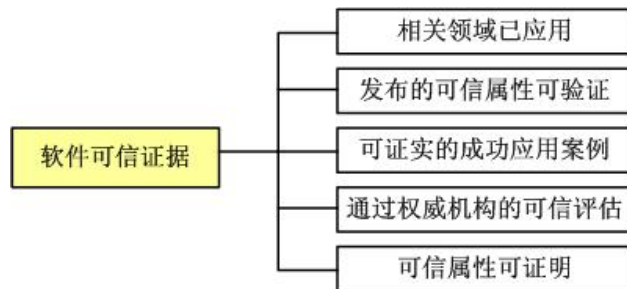 相关领域已应用
发布的可信属性可验证
软件可信证据
可证实的成功应用案例
通过权威机构的可信评估
可信属性可证明